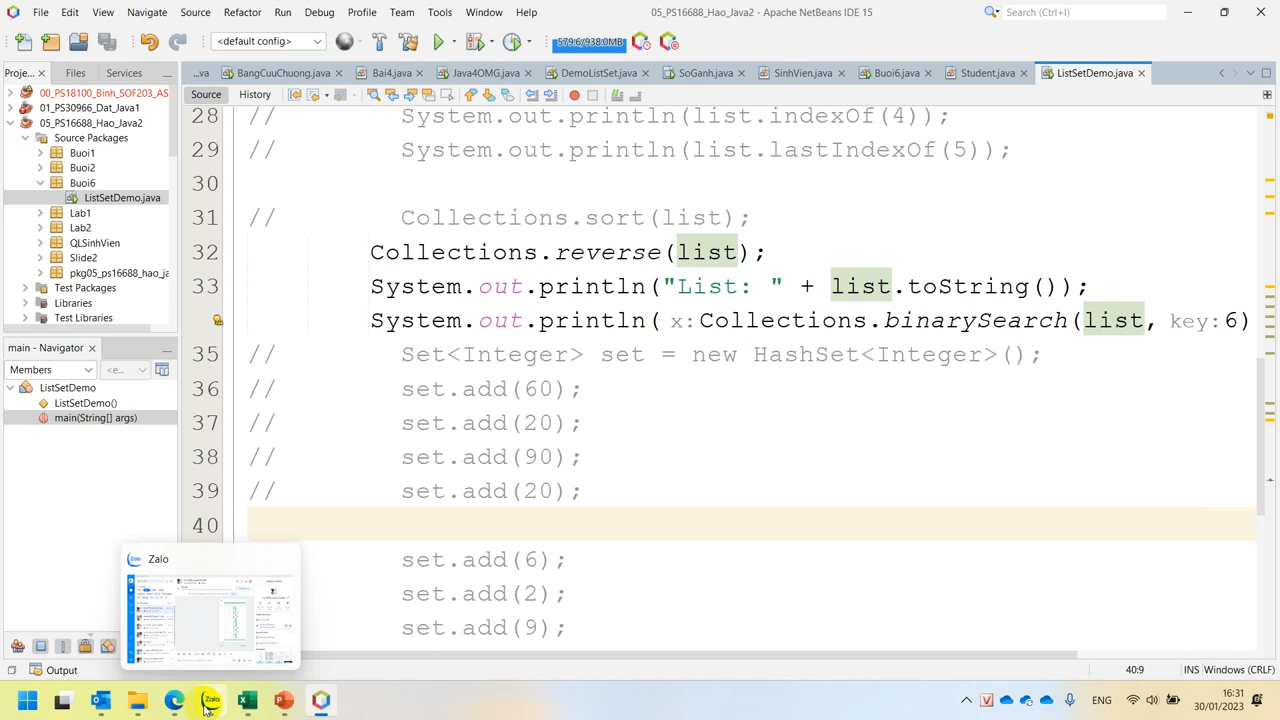 File Edit View Navigate Source Refactor Run Debug Profile Team Tools Window Help 05_PS16688_Hao_Java2 - Apache NetBeans IDE 15 Search (Ctrl+I)
<default config> 579.6/938.0MB
Proje... Files Services ...va BangCuuChuong.java Bai4.java Java4OMG.java DemoListSet.java SoGanh.java SinhVien.java Buoi6.java Student.java ListSetDemo.java
00_PS18100_Binh_SOF203_AS
01_PS30966_Dat_Java1
05_PS16688_Hao_Java2
Source Packages
Buoi1
Buoi2
Buoi6
ListSetDemo.java
Lab1
Lab2
QLSinhVien
Slide2
pkg05_ps16688_hao_ja
Test Packages
Libraries
Test Libraries
main - Navigator
Members <e...
ListSetDemo
ListSetDemo()
main(String[] args)
Source History
28 // System.out.println(list.indexOf(4));
29 // System.out.println(list.lastIndexOf(5));
30
31 // Collections.sort(list);
32 Collections.reverse(list);
33 System.out.println("List: " + list.toString());
System.out.println( x:Collections.binarySearch(list, key:6)
35 // Set<Integer> set = new HashSet<Integer>();
36 // set.add(60);
37 // set.add(20);
38 // set.add(90);
39 // set.add(20);
40
set.add(6);
set.add(2);
set.add(9);
Zalo
Output 40:9 INS Windows (CRLF)
Zalo ENG 16:31
30/01/2023